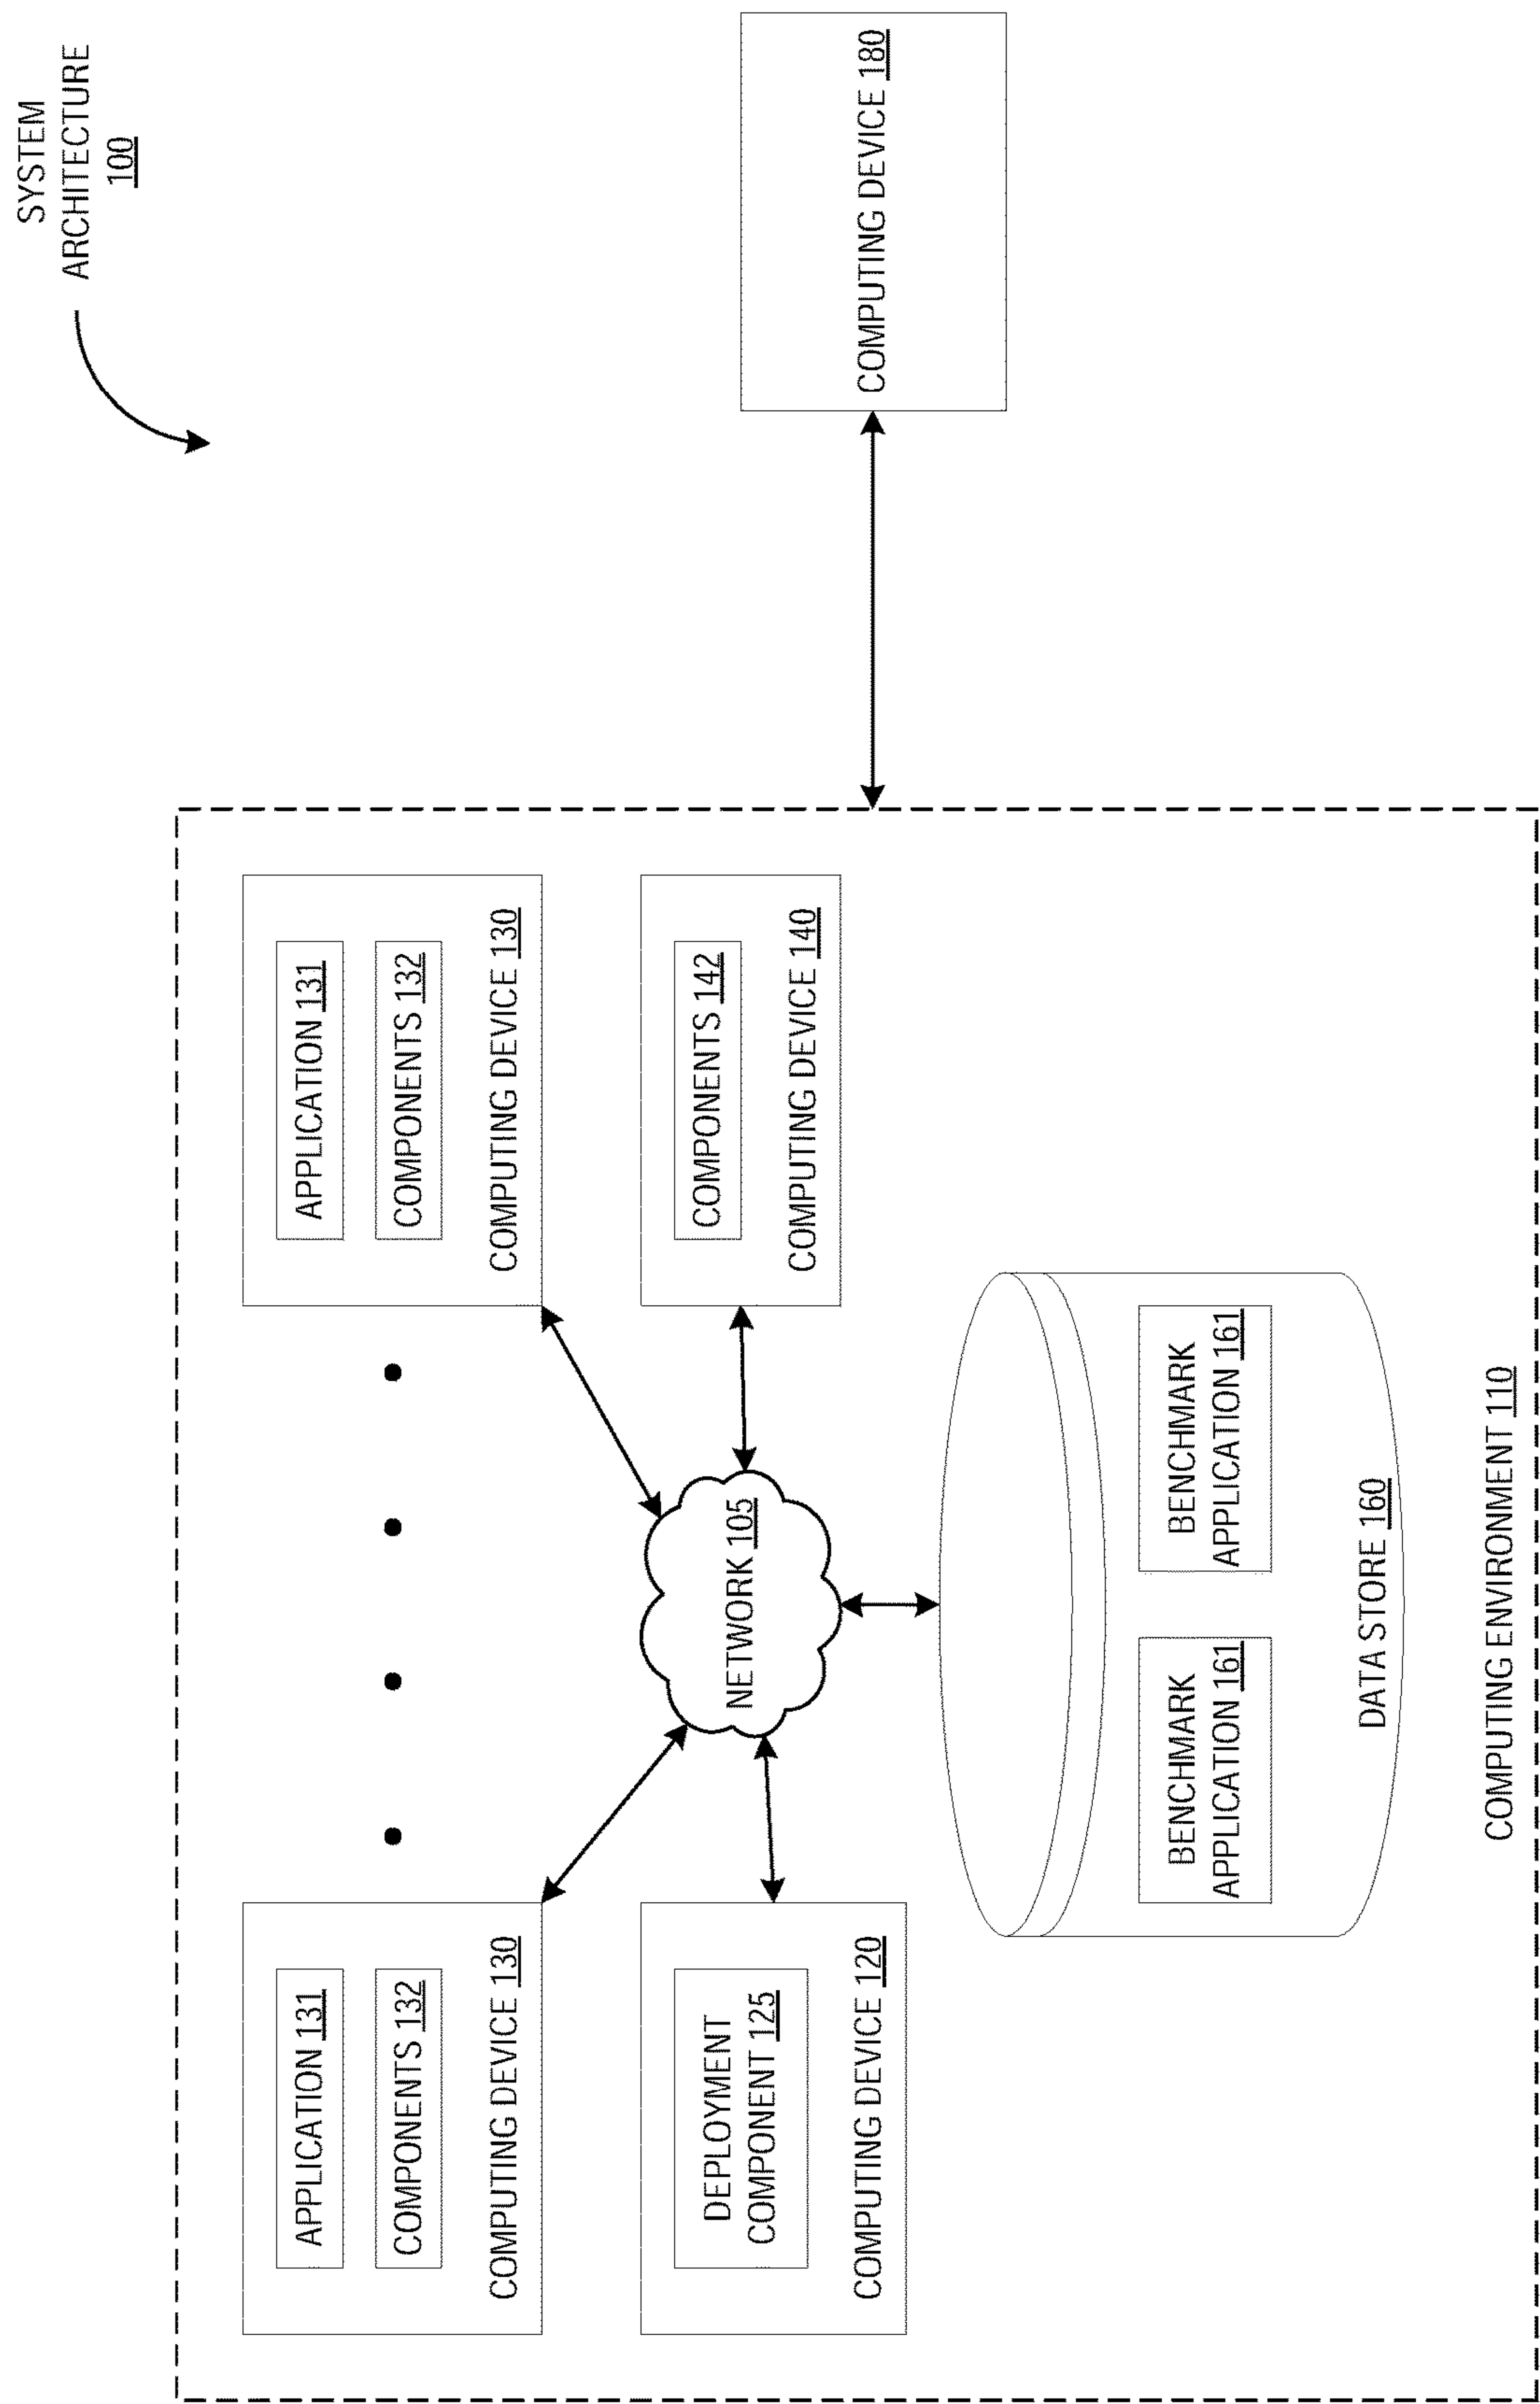 SYSTEM
ARCHITECTURE
100
APPLICATION 131
COMPONENTS 132
COMPUTING DEVICE 130
APPLICATION 131
COMPONENTS 132
COMPUTING DEVICE 130
DEPLOYMENT
COMPONENT 125
COMPUTING DEVICE 120
NETWORK 105
COMPONENTS 142
COMPUTING DEVICE 140
COMPUTING DEVICE 180
BENCHMARK
APPLICATION 161
BENCHMARK
APPLICATION 161
DATA STORE 160
COMPUTING ENVIRONMENT 110